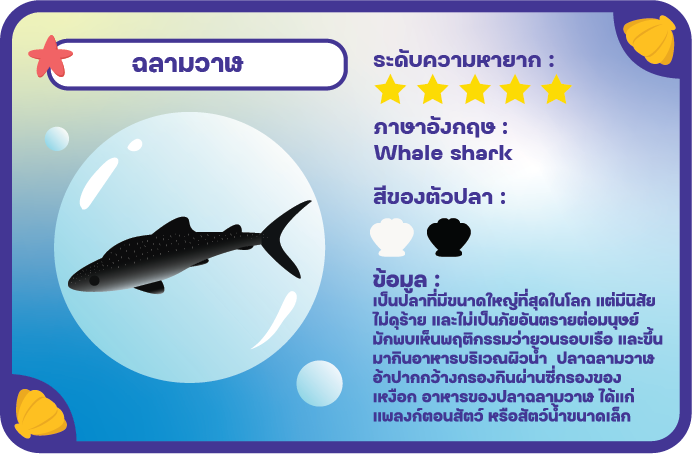 ฉลามวาฬ
ระดับความหายาก :
ภาษาอังกฤษ :
Whale shark
สีของตัวปลา :
ข้อมูล :
เป็นปลาที่มีขนาดใหญ่ที่สุดในโลก แต่มีนิสัย
ไม่ดุร้าย และไม่เป็นภัยอันตรายต่อมนุษย์
มักพบเห็นพฤติกรรมว่ายวนรอบเรือ และขึ้น
มากินอาหารบริเวณผิวน้ำ ปลาฉลามวาฬ
อ้าปากกว้างกรองกินผ่านซี่กรองของ
เหงือก อาหารของปลาฉลามวาฬ ได้แก่
แพลงก์ตอนสัตว์ หรือสัตว์น้ำขนาดเล็ก